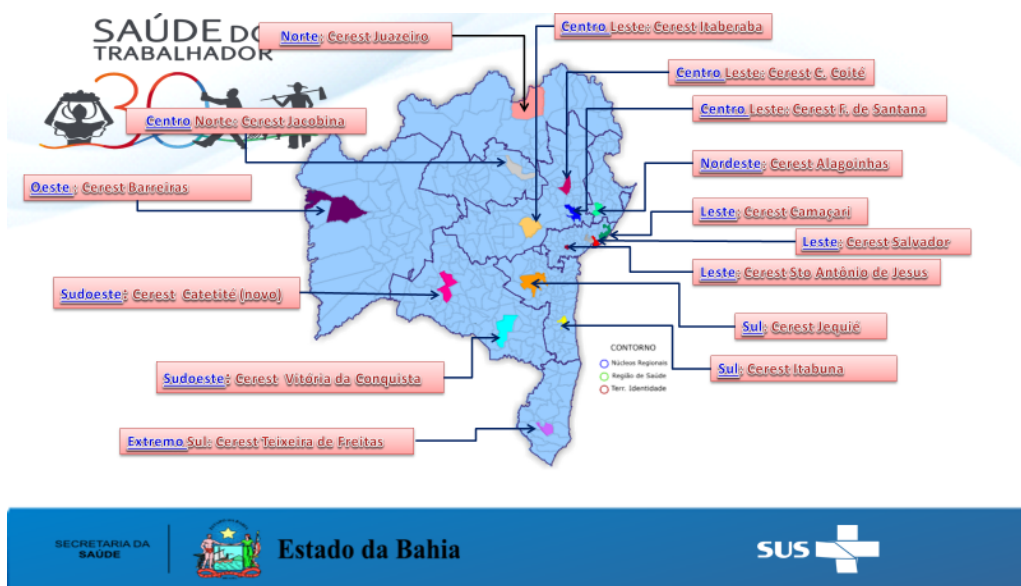 SAÚDE DO
TRABALHADOR
30
Norte: Cerest Juazeiro
Centro Leste: Cerest Itaberaba
Centro Leste: Cerest C. Coité
Centro Norte: Cerest Jacobina
Centro Leste: Cerest F. de Santana
Nordeste: Cerest Alagoinhas
Oeste : Cerest Barreiras
Leste: Cerest Camaçari
Leste: Cerest Salvador
Leste: Cerest Sto Antônio de Jesus
Sudoeste: Cerest Catetité (novo)
Sul: Cerest Jequié
CONTORNO
Núcleos Regionais
Região de Saúde
Terr. Identidade
Sul: Cerest Itabuna
Sudoeste: Cerest Vitória da Conquista
Extremo Sul: Cerest Teixeira de Freitas
SECRETARIA DA
SAÚDE
Estado da Bahia
SUS